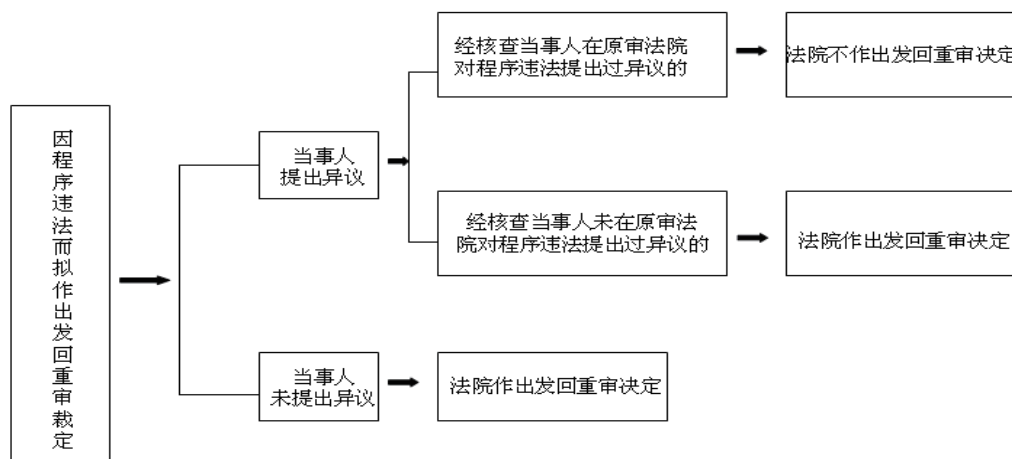 因程序违法而拟作出发回重审裁定
当事人
提出异议
经核查当事人在原审法院
对程序违法提出过异议的
法院不作出发回重审决定
经核查当事人未在原审法
院对程序违法提出过异议的
法院作出发回重审决定
当事人
未提出异议
法院作出发回重审决定